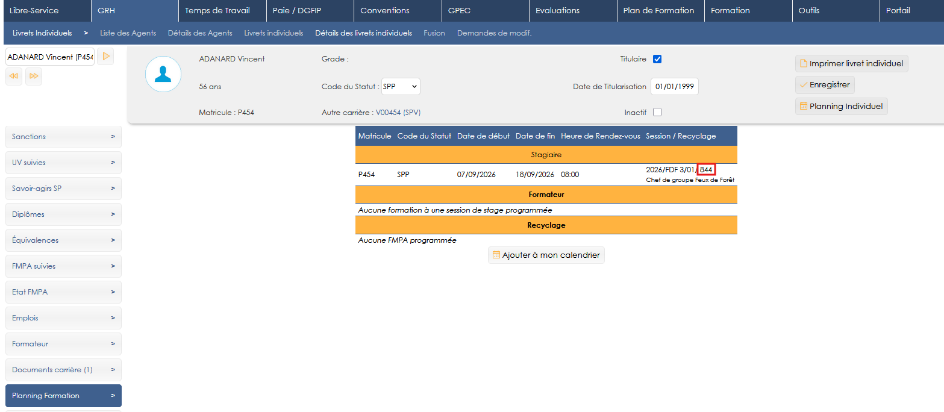 Libre-Service GRH Temps de Travail Paie / DGFIP Conventions GPEC Evaluations Plan de Formation Formation Outils Portail
Livrets Individuels > Liste des Agents Détails des Agents Livrets individuels Détails des livrets individuels Fusion Demandes de modif.
ADANARD Vincent (P454
ADANARD Vincent Grade : Titulaire
Imprimer livret individuel
56 ans Code du Statut : SPP Date de Titularisation 01/01/1999
Enregistrer
Matricule : P454 Autre carrière : V00454 (SPV) Inactif
Planning Individuel
Sanctions >
UV suivies >
Savoir-agirs SP >
Diplômes >
Équivalences >
FMPA suivies >
Etat FMPA >
Emplois >
Formateur >
Documents carrière (1) >
Planning Formation >
Matricule Code du Statut Date de début Date de fin Heure de Rendez-vous Session / Recyclage
Stagiaire
P454 SPP 07/09/2026 18/09/2026 08:00 2026/FDF 3/01/ 844
Chef de groupe Feux de Forêt
Formateur
Aucune formation à une session de stage programmée
Recyclage
Aucune FMPA programmée
Ajouter à mon calendrier